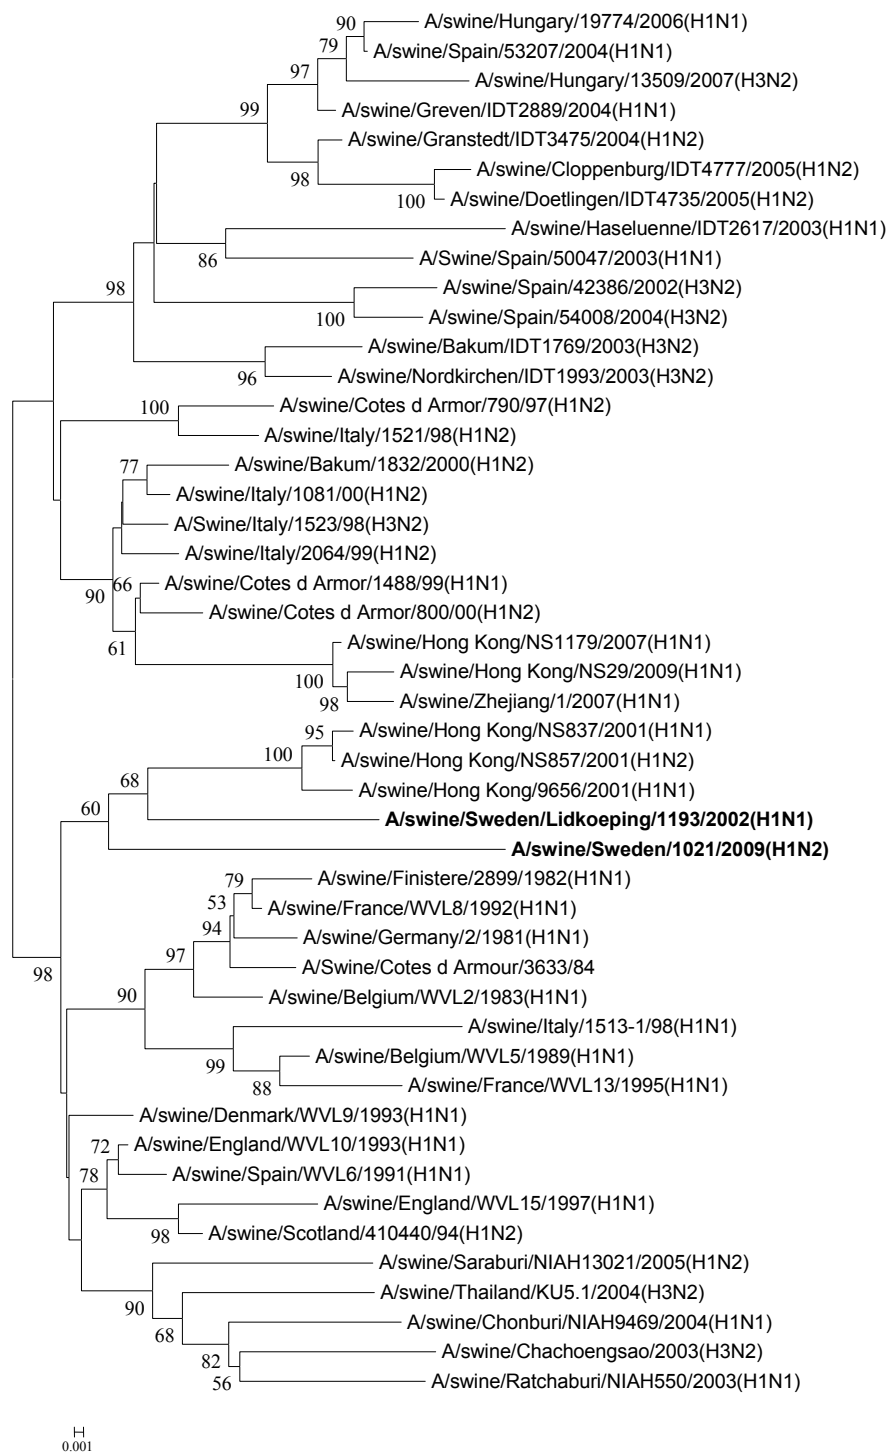 90
A/swine/Hungary/19774/2006(H1N1)
79
A/swine/Spain/53207/2004(H1N1)
97
A/swine/Hungary/13509/2007(H3N2)
99
A/swine/Greven/IDT2889/2004(H1N1)
A/swine/Granstedt/IDT3475/2004(H1N2)
98
A/swine/Cloppenburg/IDT4777/2005(H1N2)
100
A/swine/Doetlingen/IDT4735/2005(H1N2)
A/swine/Haseluenne/IDT2617/2003(H1N1)
86
A/Swine/Spain/50047/2003(H1N1)
98
A/swine/Spain/42386/2002(H3N2)
100
A/swine/Spain/54008/2004(H3N2)
A/swine/Bakum/IDT1769/2003(H3N2)
96
A/swine/Nordkirchen/IDT1993/2003(H3N2)
100
A/swine/Cotes d Armor/790/97(H1N2)
A/swine/Italy/1521/98(H1N2)
77
A/swine/Bakum/1832/2000(H1N2)
A/swine/Italy/1081/00(H1N2)
A/Swine/Italy/1523/98(H3N2)
A/swine/Italy/2064/99(H1N2)
90
66
A/swine/Cotes d Armor/1488/99(H1N1)
A/swine/Cotes d Armor/800/00(H1N2)
61
A/swine/Hong Kong/NS1179/2007(H1N1)
100
A/swine/Hong Kong/NS29/2009(H1N1)
98
A/swine/Zhejiang/1/2007(H1N1)
95
A/swine/Hong Kong/NS837/2001(H1N1)
100
A/swine/Hong Kong/NS857/2001(H1N2)
68
A/swine/Hong Kong/9656/2001(H1N1)
60
A/swine/Sweden/Lidkoeping/1193/2002(H1N1)
A/swine/Sweden/1021/2009(H1N2)
79
A/swine/Finistere/2899/1982(H1N1)
53
A/swine/France/WVL8/1992(H1N1)
94
A/swine/Germany/2/1981(H1N1)
97
A/Swine/Cotes d Armour/3633/84
98
90
A/swine/Belgium/WVL2/1983(H1N1)
A/swine/Italy/1513-1/98(H1N1)
99
A/swine/Belgium/WVL5/1989(H1N1)
88
A/swine/France/WVL13/1995(H1N1)
A/swine/Denmark/WVL9/1993(H1N1)
72
A/swine/England/WVL10/1993(H1N1)
78
A/swine/Spain/WVL6/1991(H1N1)
A/swine/England/WVL15/1997(H1N1)
98
A/swine/Scotland/410440/94(H1N2)
A/swine/Saraburi/NIAH13021/2005(H1N2)
90
A/swine/Thailand/KU5.1/2004(H3N2)
68
A/swine/Chonburi/NIAH9469/2004(H1N1)
82
A/swine/Chachoengsao/2003(H3N2)
56
A/swine/Ratchaburi/NIAH550/2003(H1N1)
0.001